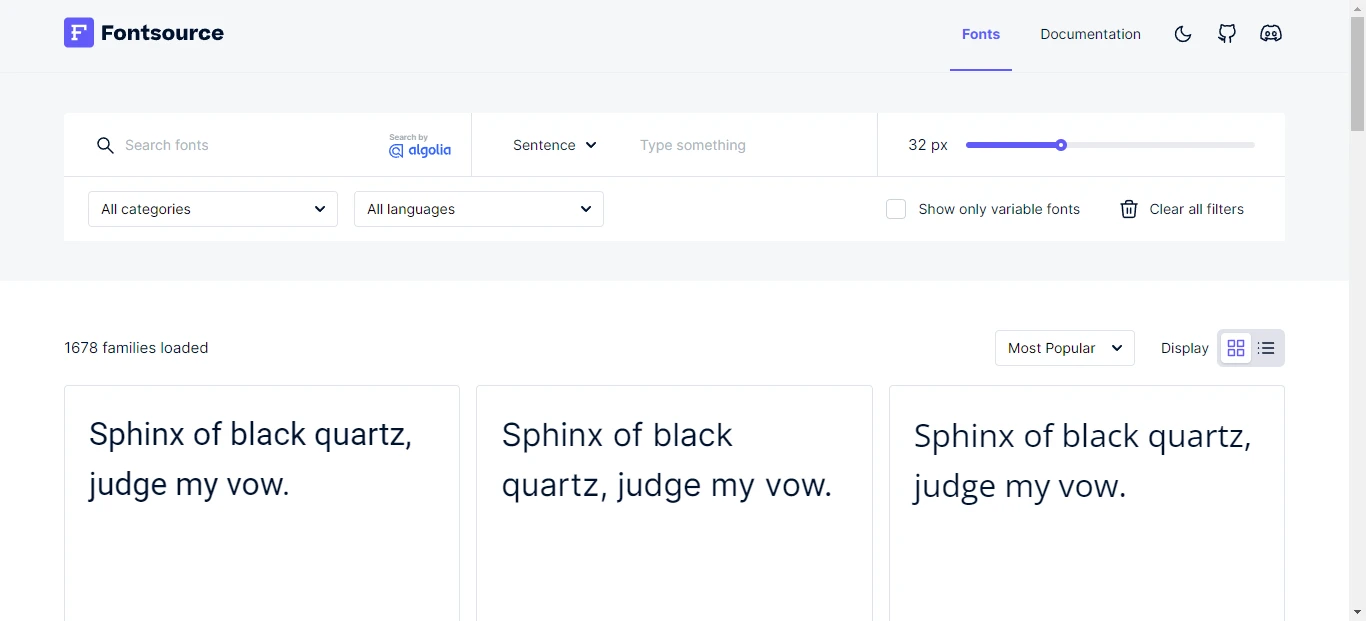 Fontsource
Fonts
Documentation
Search fonts
Search by
algolia
Sentence
Type something
32 px
All categories
All languages
Show only variable fonts
Clear all filters
1678 families loaded
Most Popular
Display
Sphinx of black quartz,
judge my vow.
Sphinx of black
quartz, judge my vow.
Sphinx of black quartz,
judge my vow.